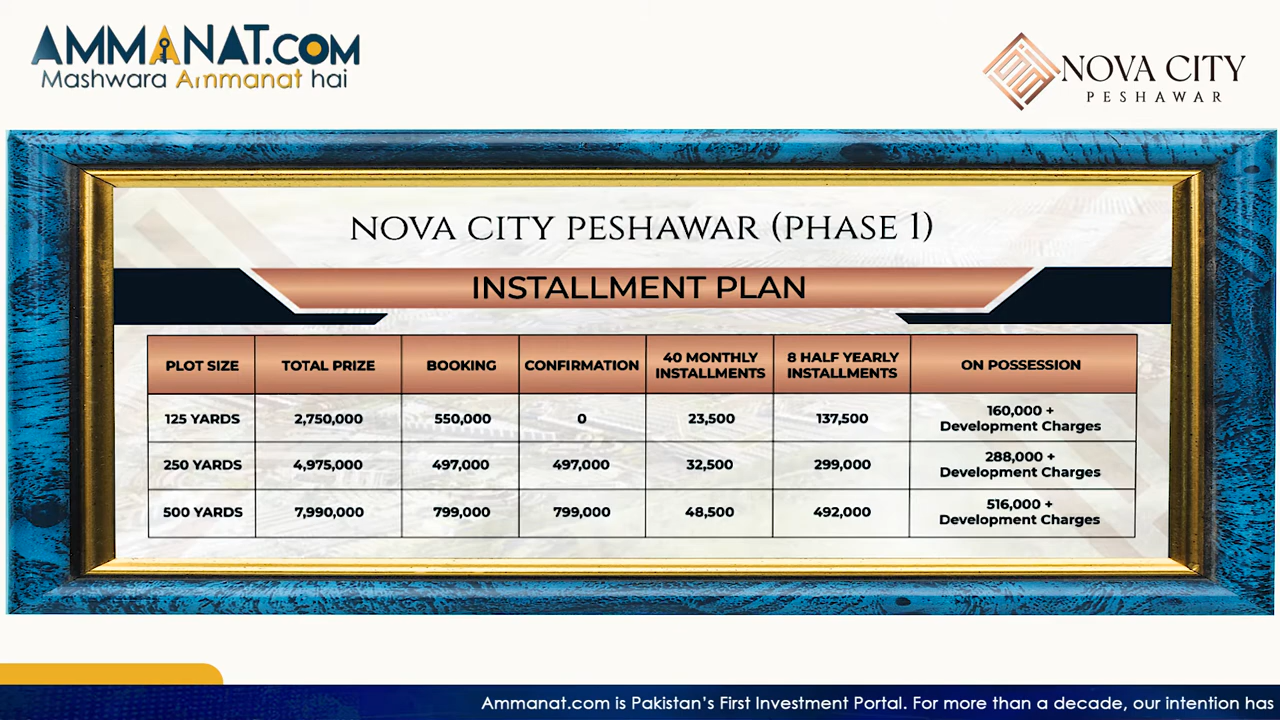 AMMANAT.COM
Mashwara Ammanat hai
NOVA CITY
PESHAWAR
NOVA CITY PESHAWAR (PHASE 1)
INSTALLMENT PLAN
PLOT SIZE TOTAL PRIZE BOOKING CONFIRMATION 40 MONTHLY INSTALLMENTS 8 HALF YEARLY INSTALLMENTS ON POSSESSION
125 YARDS 2,750,000 550,000 0 23,500 137,500 160,000 + Development Charges
250 YARDS 4,975,000 497,000 497,000 32,500 299,000 288,000 + Development Charges
500 YARDS 7,990,000 799,000 799,000 48,500 492,000 516,000 + Development Charges
Ammanat.com is Pakistan's First Investment Portal. For more than a decade, our intention has